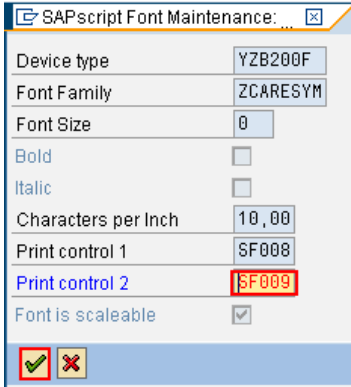 SAPscript Font Maintenance: ...
Device type YZB200F
Font Family ZCARESYM
Font Size 0
Bold
Italic
Characters per Inch 10,00
Print control 1 SF008
Print control 2 SF009
Font is scaleable